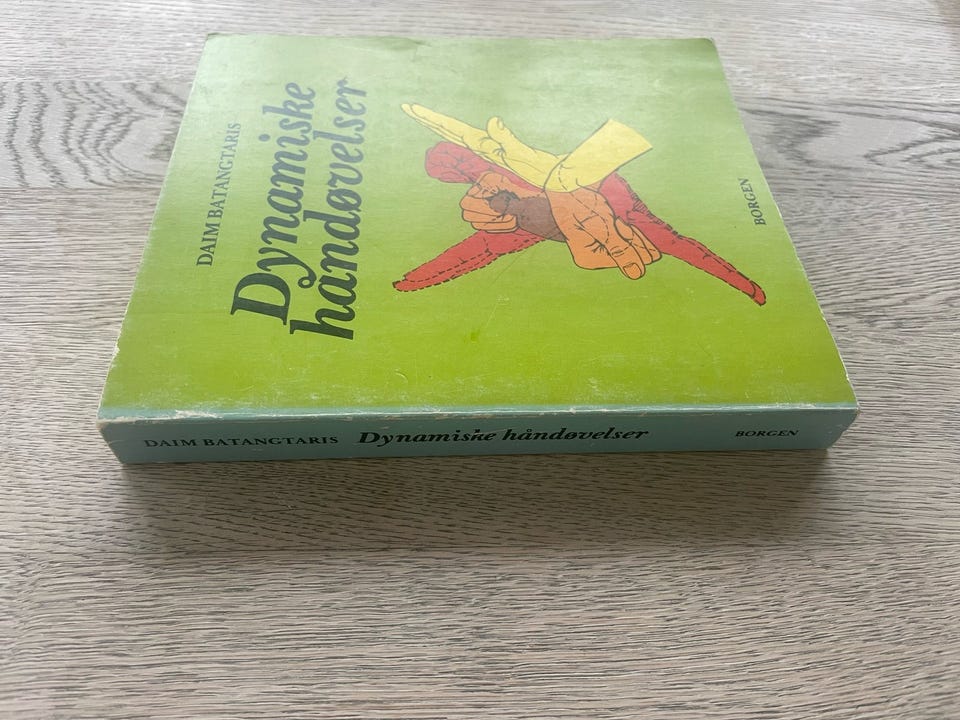 DAIM BATANGTARIS
Dynamiske
håndøvelser
BORGEN
DAIM BATANGTARIS Dynamiske håndøvelser BORGEN